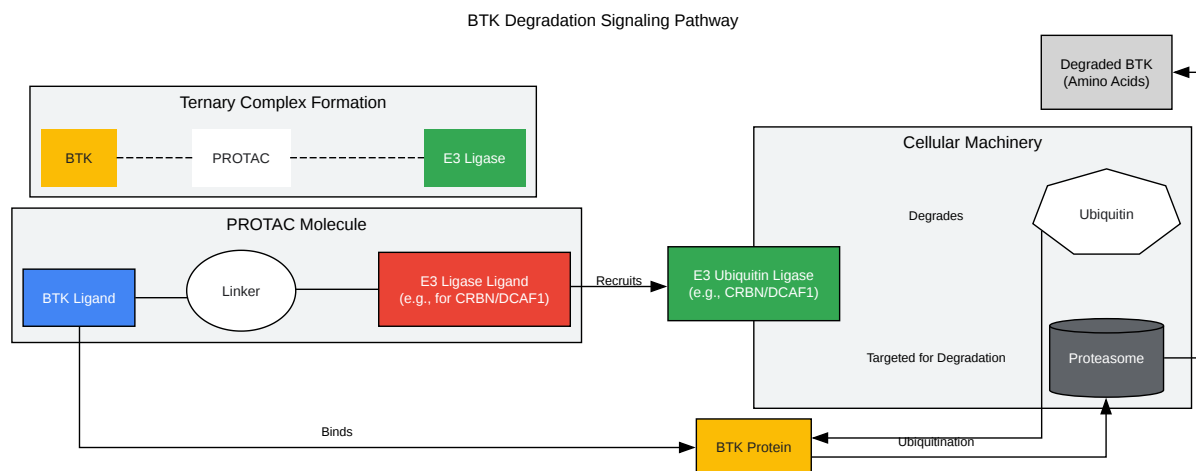 BTK Degradation Signaling Pathway
Degraded BTK
(Amino Acids)
Ternary Complex Formation
BTK
PROTAC
E3 Ligase
Cellular Machinery
Degrades
Ubiquitin
PROTAC Molecule
BTK Ligand
Linker
E3 Ligase Ligand
(e.g., for CRBN/DCAF1)
Recruits
E3 Ubiquitin Ligase
(e.g., CRBN/DCAF1)
Targeted for Degradation
Proteasome
Binds
BTK Protein
Ubiquitination